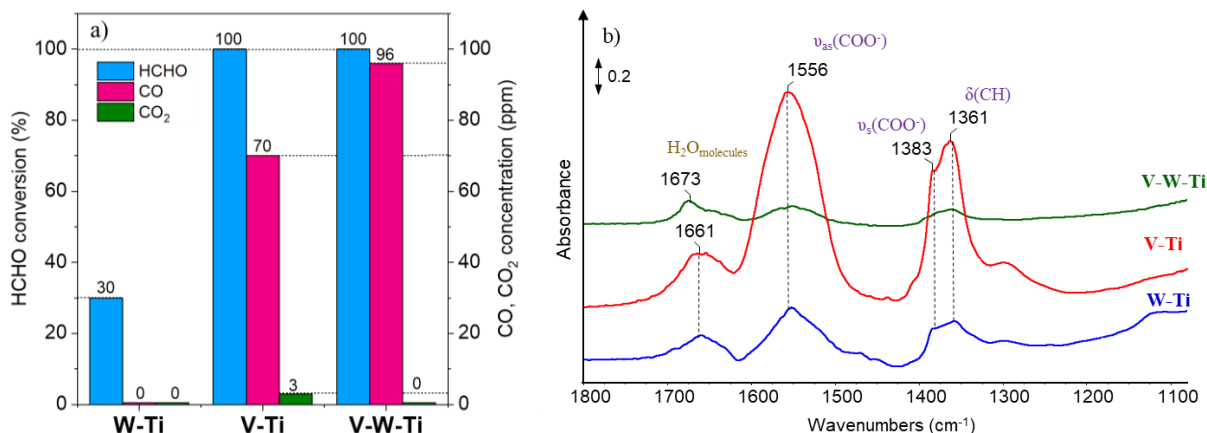 a)
HCHO conversion (%)
100
80
60
40
20
0
HCHO
CO
CO₂
30
0
0
100
70
3
100
96
0
W-Ti
V-Ti
V-W-Ti
100
80
60
40
20
0
CO, CO₂ concentration (ppm)
b)
0.2
Absorbance
υas(COO⁻)
1556
δ(CH)
υs(COO⁻)
1361
1383
H₂Omolecules
1673
1661
V-W-Ti
V-Ti
W-Ti
1800
1700
1600
1500
1400
1300
1200
1100
Wavenumbers (cm⁻¹)